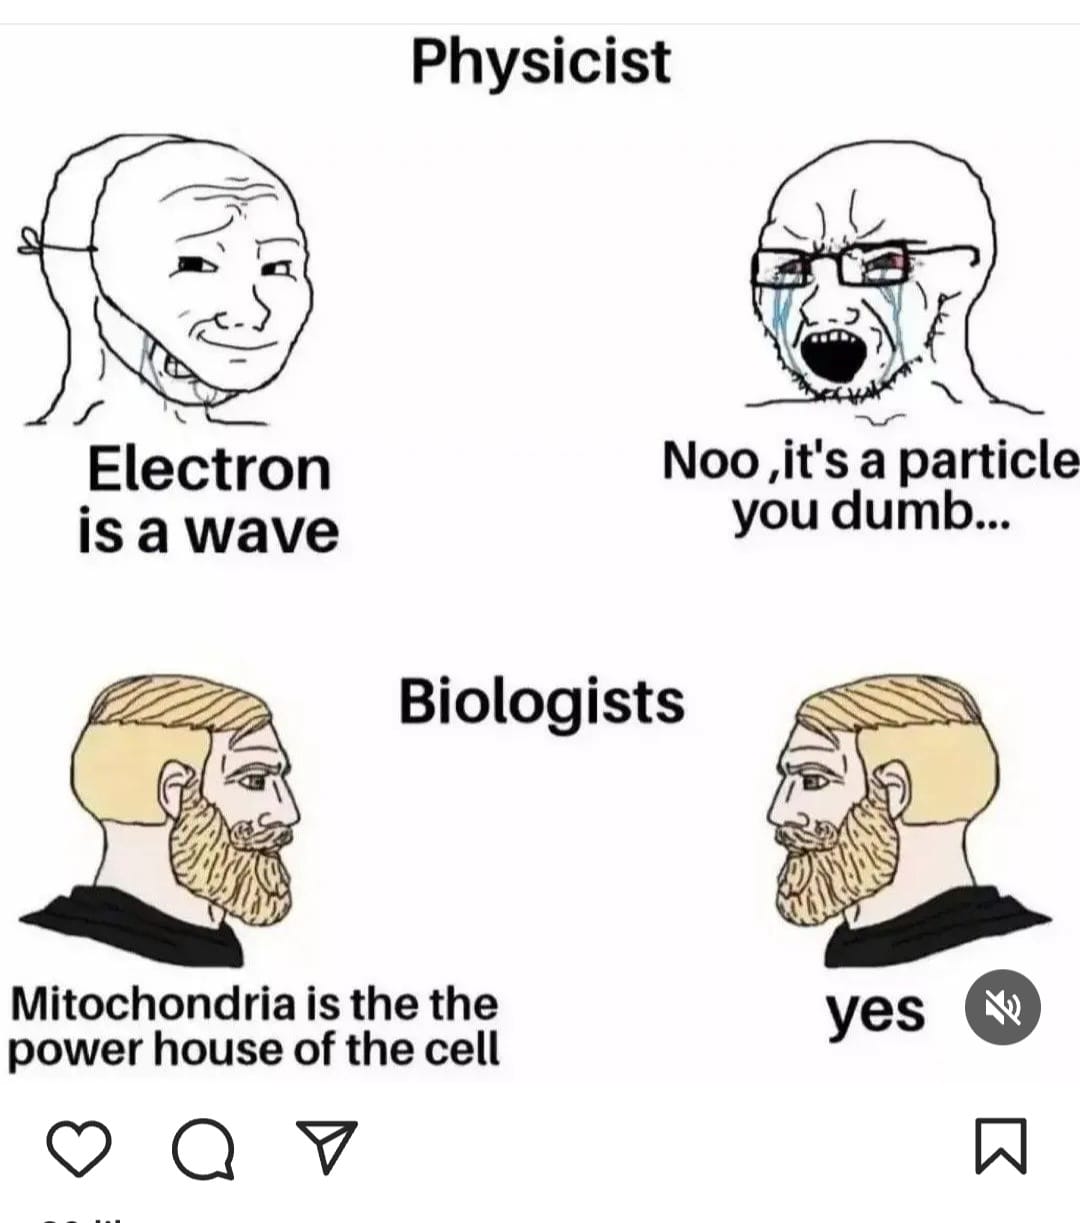 Physicist
Electron
is a wave
Noo ,it's a particle
you dumb...
Biologists
Mitochondria is the the
power house of the cell
yes